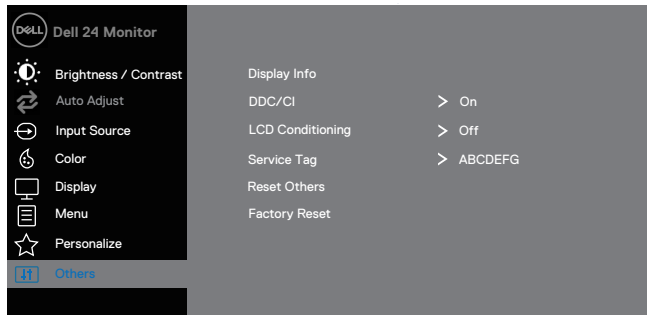 DELL Dell 24 Monitor
Brightness / Contrast
Auto Adjust
Input Source
Color
Display
Menu
Personalize
Others
Display Info
DDC/CI > On
LCD Conditioning > Off
Service Tag > ABCDEFG
Reset Others
Factory Reset